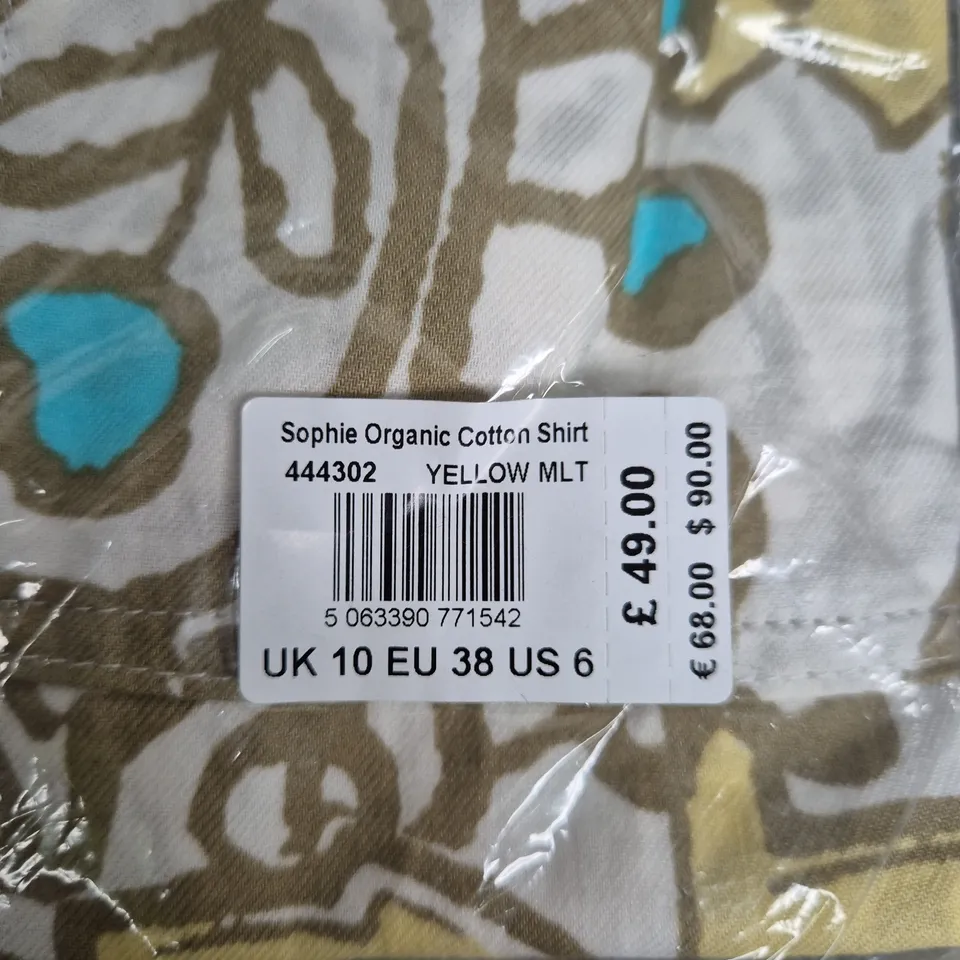 Sophie Organic Cotton Shirt
444302 YELLOW MLT
5 063390 771542
UK 10 EU 38 US 6
£ 49.00
€ 68.00 $ 90.00